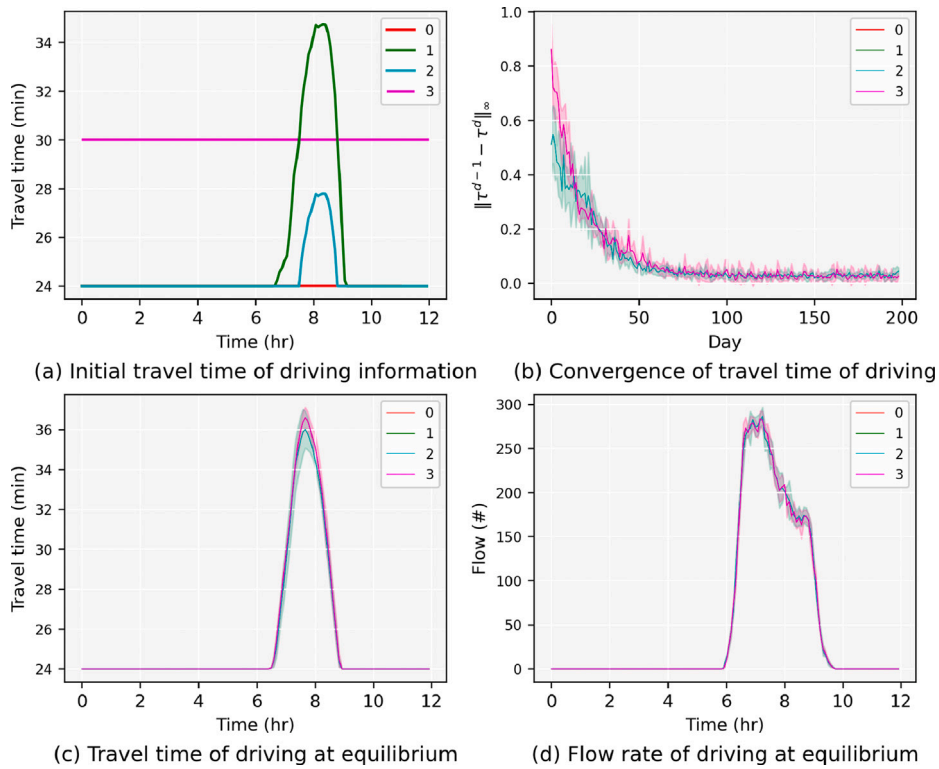 34
32
30
28
26
24
Travel time (min)
0
1
2
3
0 2 4 6 8 10 12
Time (hr)
(a) Initial travel time of driving information
1.0
0.8
0.6
0.4
0.2
0.0
‖τ^{d−1} − τ^d‖_∞
0
1
2
3
0 50 100 150 200
Day
(b) Convergence of travel time of driving
36
34
32
30
28
26
24
Travel time (min)
0
1
2
3
0 2 4 6 8 10 12
Time (hr)
(c) Travel time of driving at equilibrium
300
250
200
150
100
50
0
Flow (#)
0
1
2
3
0 2 4 6 8 10 12
Time (hr)
(d) Flow rate of driving at equilibrium